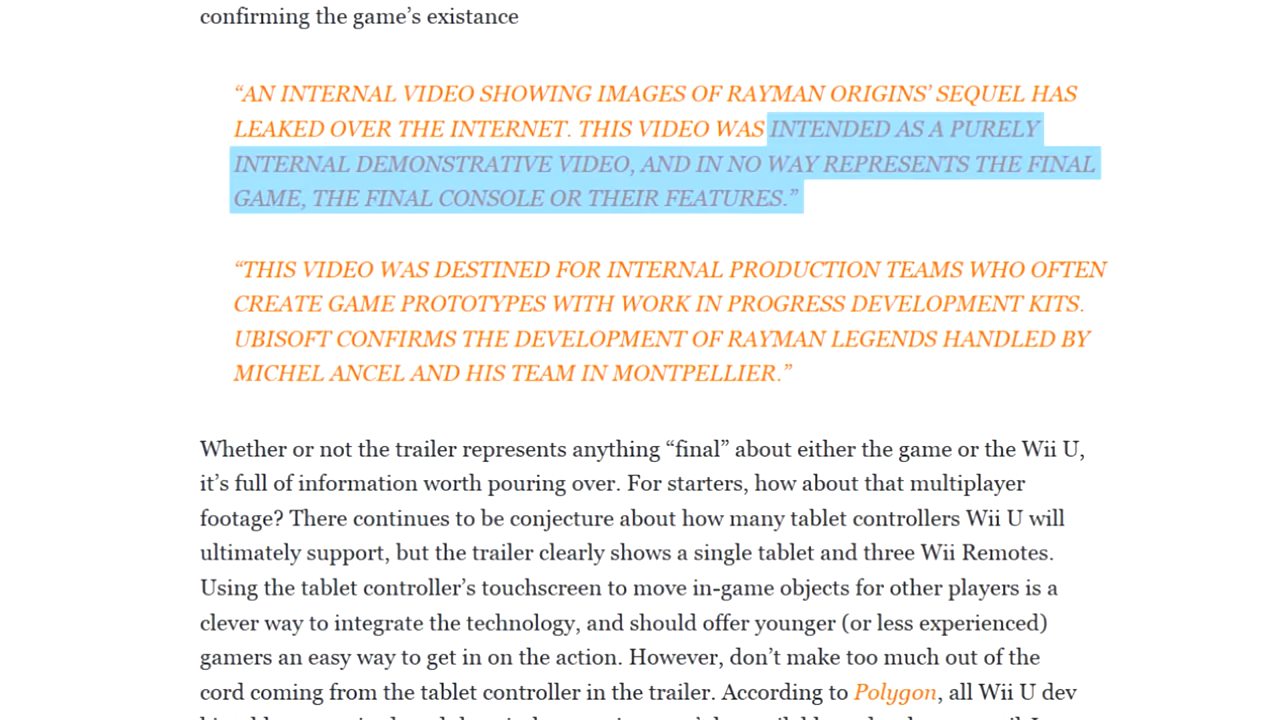 confirming the game’s existance
“AN INTERNAL VIDEO SHOWING IMAGES OF RAYMAN ORIGINS’ SEQUEL HAS
LEAKED OVER THE INTERNET. THIS VIDEO WAS INTENDED AS A PURELY
INTERNAL DEMONSTRATIVE VIDEO, AND IN NO WAY REPRESENTS THE FINAL
GAME, THE FINAL CONSOLE OR THEIR FEATURES.”
“THIS VIDEO WAS DESTINED FOR INTERNAL PRODUCTION TEAMS WHO OFTEN
CREATE GAME PROTOTYPES WITH WORK IN PROGRESS DEVELOPMENT KITS.
UBISOFT CONFIRMS THE DEVELOPMENT OF RAYMAN LEGENDS HANDLED BY
MICHEL ANCEL AND HIS TEAM IN MONTPELLIER.”
Whether or not the trailer represents anything “final” about either the game or the Wii U,
it’s full of information worth pouring over. For starters, how about that multiplayer
footage? There continues to be conjecture about how many tablet controllers Wii U will
ultimately support, but the trailer clearly shows a single tablet and three Wii Remotes.
Using the tablet controller’s touchscreen to move in-game objects for other players is a
clever way to integrate the technology, and should offer younger (or less experienced)
gamers an easy way to get in on the action. However, don’t make too much out of the
cord coming from the tablet controller in the trailer. According to Polygon, all Wii U dev